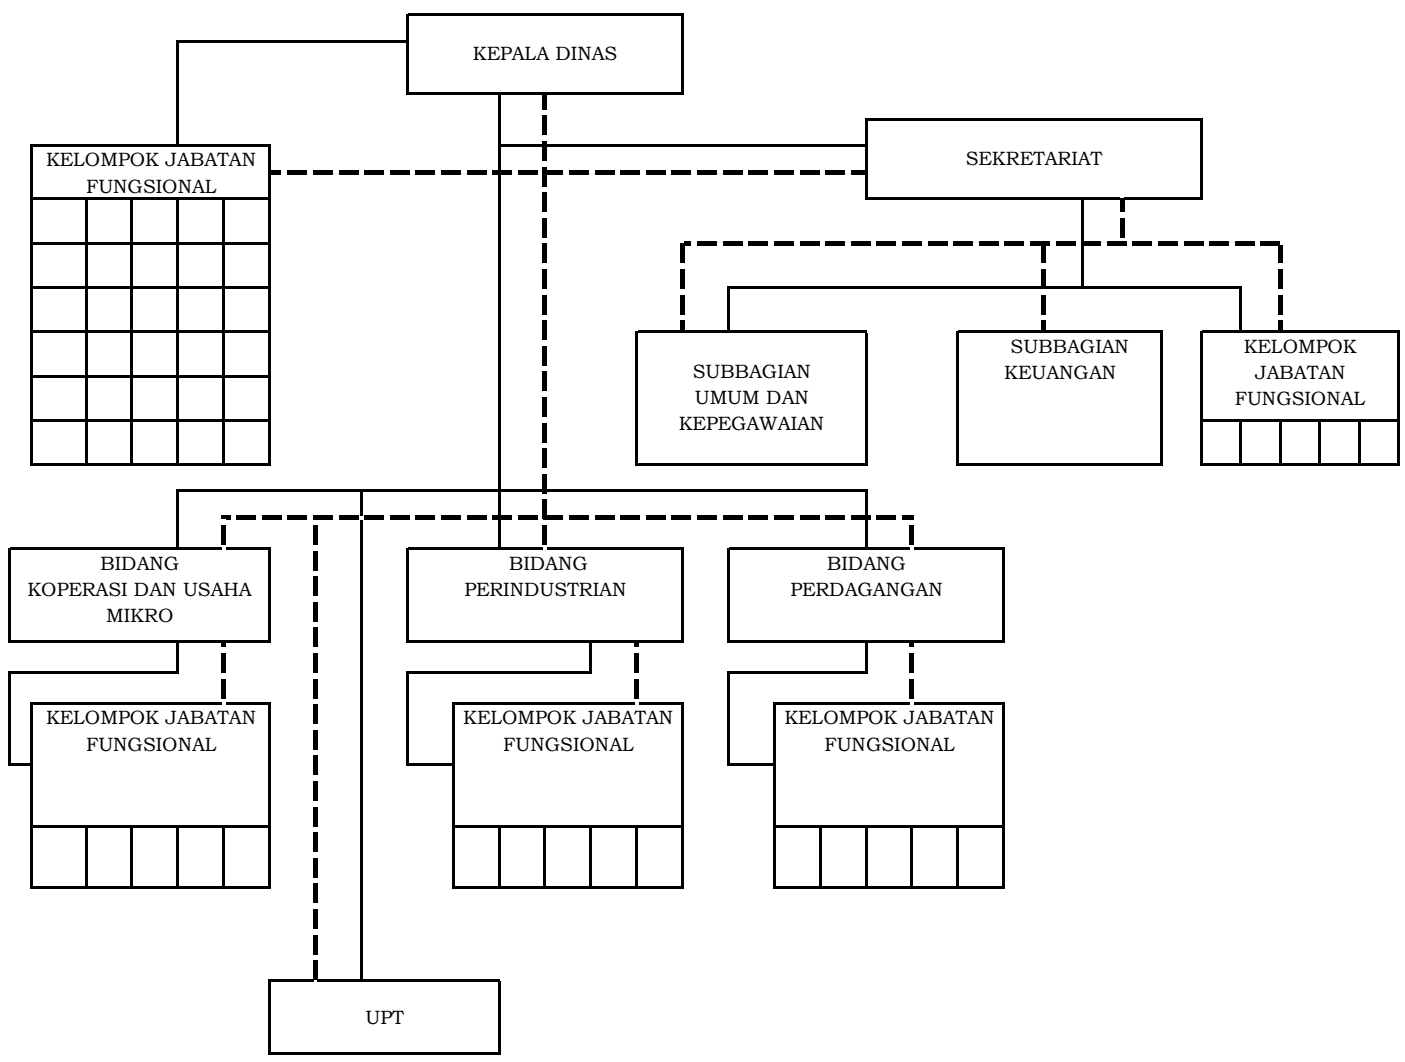 KEPALA DINAS
SEKRETARIAT
KELOMPOK JABATAN
FUNGSIONAL
SUBBAGIAN
UMUM DAN
KEPEGAWAIAN
SUBBAGIAN
KEUANGAN
KELOMPOK
JABATAN
FUNGSIONAL
BIDANG
KOPERASI DAN USAHA
MIKRO
BIDANG
PERINDUSTRIAN
BIDANG
PERDAGANGAN
KELOMPOK JABATAN
FUNGSIONAL
KELOMPOK JABATAN
FUNGSIONAL
KELOMPOK JABATAN
FUNGSIONAL
UPT